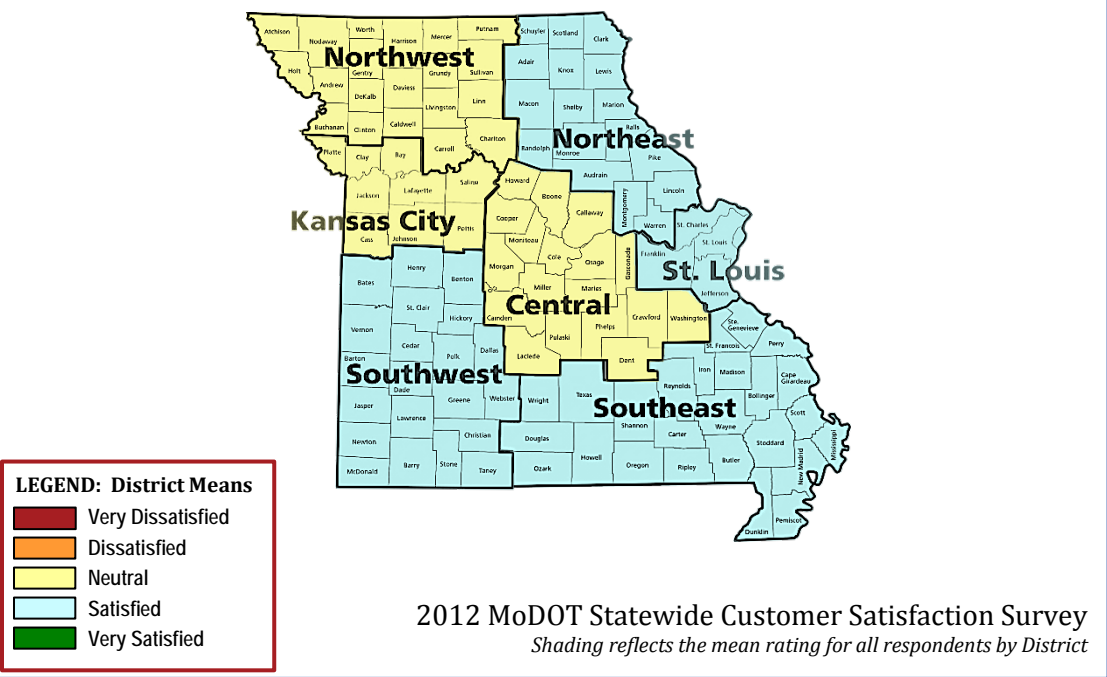 Atchison
Nodaway
Worth
Harrison
Mercer
Putnam
Schuyler
Scotland
Clark
Northwest
Holt
Gentry
Grundy
Sullivan
Adair
Knox
Lewis
Andrew
DeKalb
Daviess
Livingston
Linn
Macon
Shelby
Marion
Buchanan
Clinton
Caldwell
Chariton
Ralls
Northeast
Platte
Clay
Ray
Carroll
Randolph
Monroe
Pike
Audrain
Jackson
Lafayette
Saline
Howard
Boone
Callaway
Montgomery
Lincoln
Kansas City
Cooper
Warren
St. Charles
Cass
Johnson
Pettis
Moniteau
Cole
Osage
Gasconade
Franklin
St. Louis
St. Louis
Bates
Henry
Benton
Morgan
Miller
Maries
Jefferson
Central
St. Clair
Hickory
Camden
Pulaski
Phelps
Crawford
Washington
Ste.
Genevieve
Vernon
Cedar
Polk
Dallas
Laclede
Dent
St. Francois
Perry
Barton
Southwest
Dade
Greene
Webster
Wright
Texas
Reynolds
Iron
Madison
Cape
Girardeau
Bollinger
Southeast
Jasper
Lawrence
Christian
Shannon
Carter
Wayne
Scott
Stoddard
Mississippi
Newton
Douglas
Howell
McDonald
Barry
Stone
Taney
Ozark
Oregon
Ripley
Butler
New Madrid
Pemiscot
Dunklin
LEGEND: District Means
Very Dissatisfied
Dissatisfied
Neutral
Satisfied
Very Satisfied
2012 MoDOT Statewide Customer Satisfaction Survey
Shading reflects the mean rating for all respondents by District